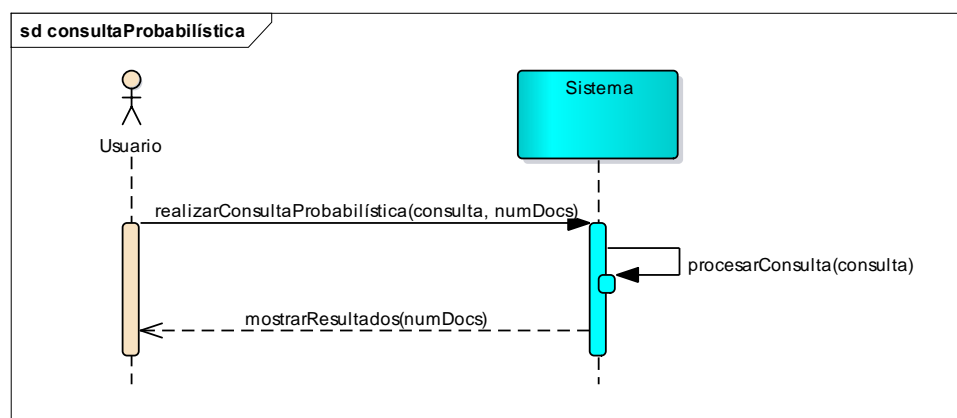 sd consultaProbabilística
Sistema
Usuario
realizarConsultaProbabilística(consulta, numDocs)
procesarConsulta(consulta)
mostrarResultados(numDocs)